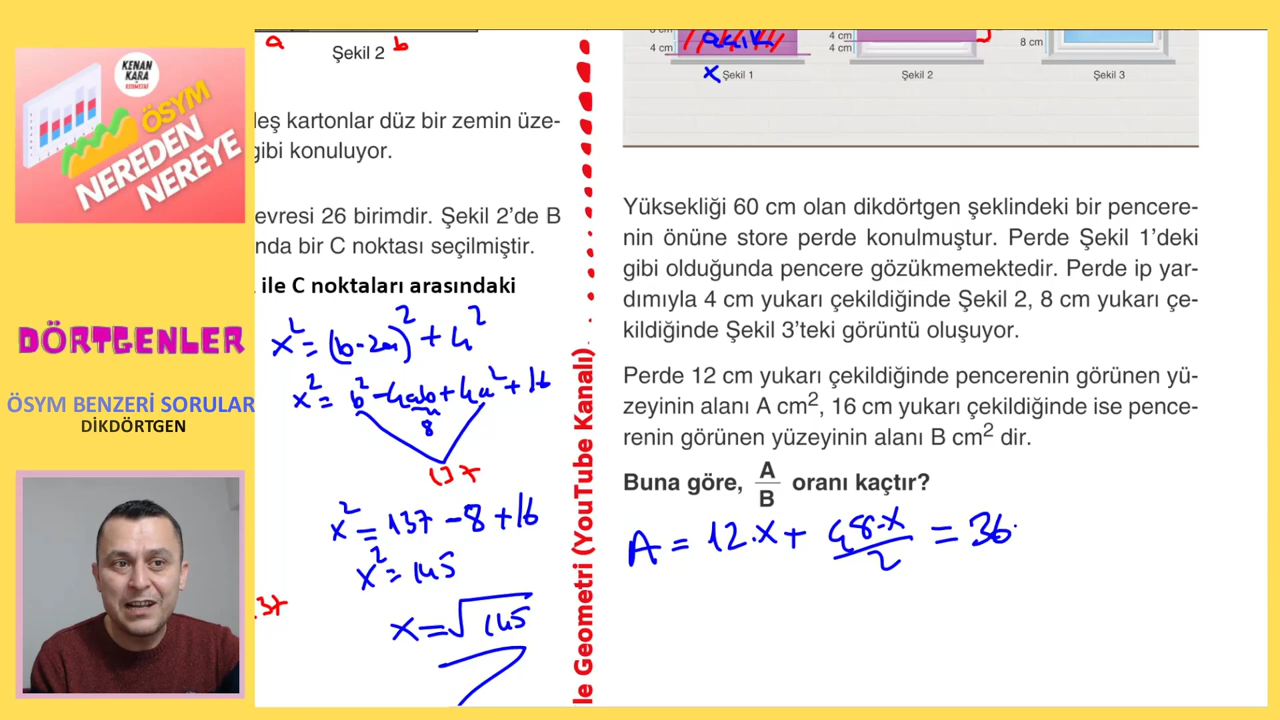 KENAN
KARA
GEOMETRİ
ÖSYM
NEREDEN
NEREYE
DÖRTGENLER
ÖSYM BENZERİ SORULAR
DİKDÖRTGEN
a
b
Şekil 2
leş kartonlar düz bir zemin üze-
gibi konuluyor.
evresi 26 birimdir. Şekil 2'de B
nda bir C noktası seçilmiştir.
ile C noktaları arasındaki
x² = (b-2a)² + 4²
x² = b² - 4ab + 4a² + 16
8
137
x² = 137 - 8 + 16
x² = 145
x = √145
37
le Geometri (YouTube Kanalı)
4 cm
açık
x
Şekil 1
4 cm
4 cm
Şekil 2
8 cm
Şekil 3
Yüksekliği 60 cm olan dikdörtgen şeklindeki bir pencere-
nin önüne store perde konulmuştur. Perde Şekil 1'deki
gibi olduğunda pencere gözükmemektedir. Perde ip yar-
dımıyla 4 cm yukarı çekildiğinde Şekil 2, 8 cm yukarı çe-
kildiğinde Şekil 3'teki görüntü oluşuyor.
Perde 12 cm yukarı çekildiğinde pencerenin görünen yü-
zeyinin alanı A cm², 16 cm yukarı çekildiğinde ise pence-
renin görünen yüzeyinin alanı B cm² dir.
Buna göre, A/B oranı kaçtır?
A = 12.x + 48.x/2 = 36.